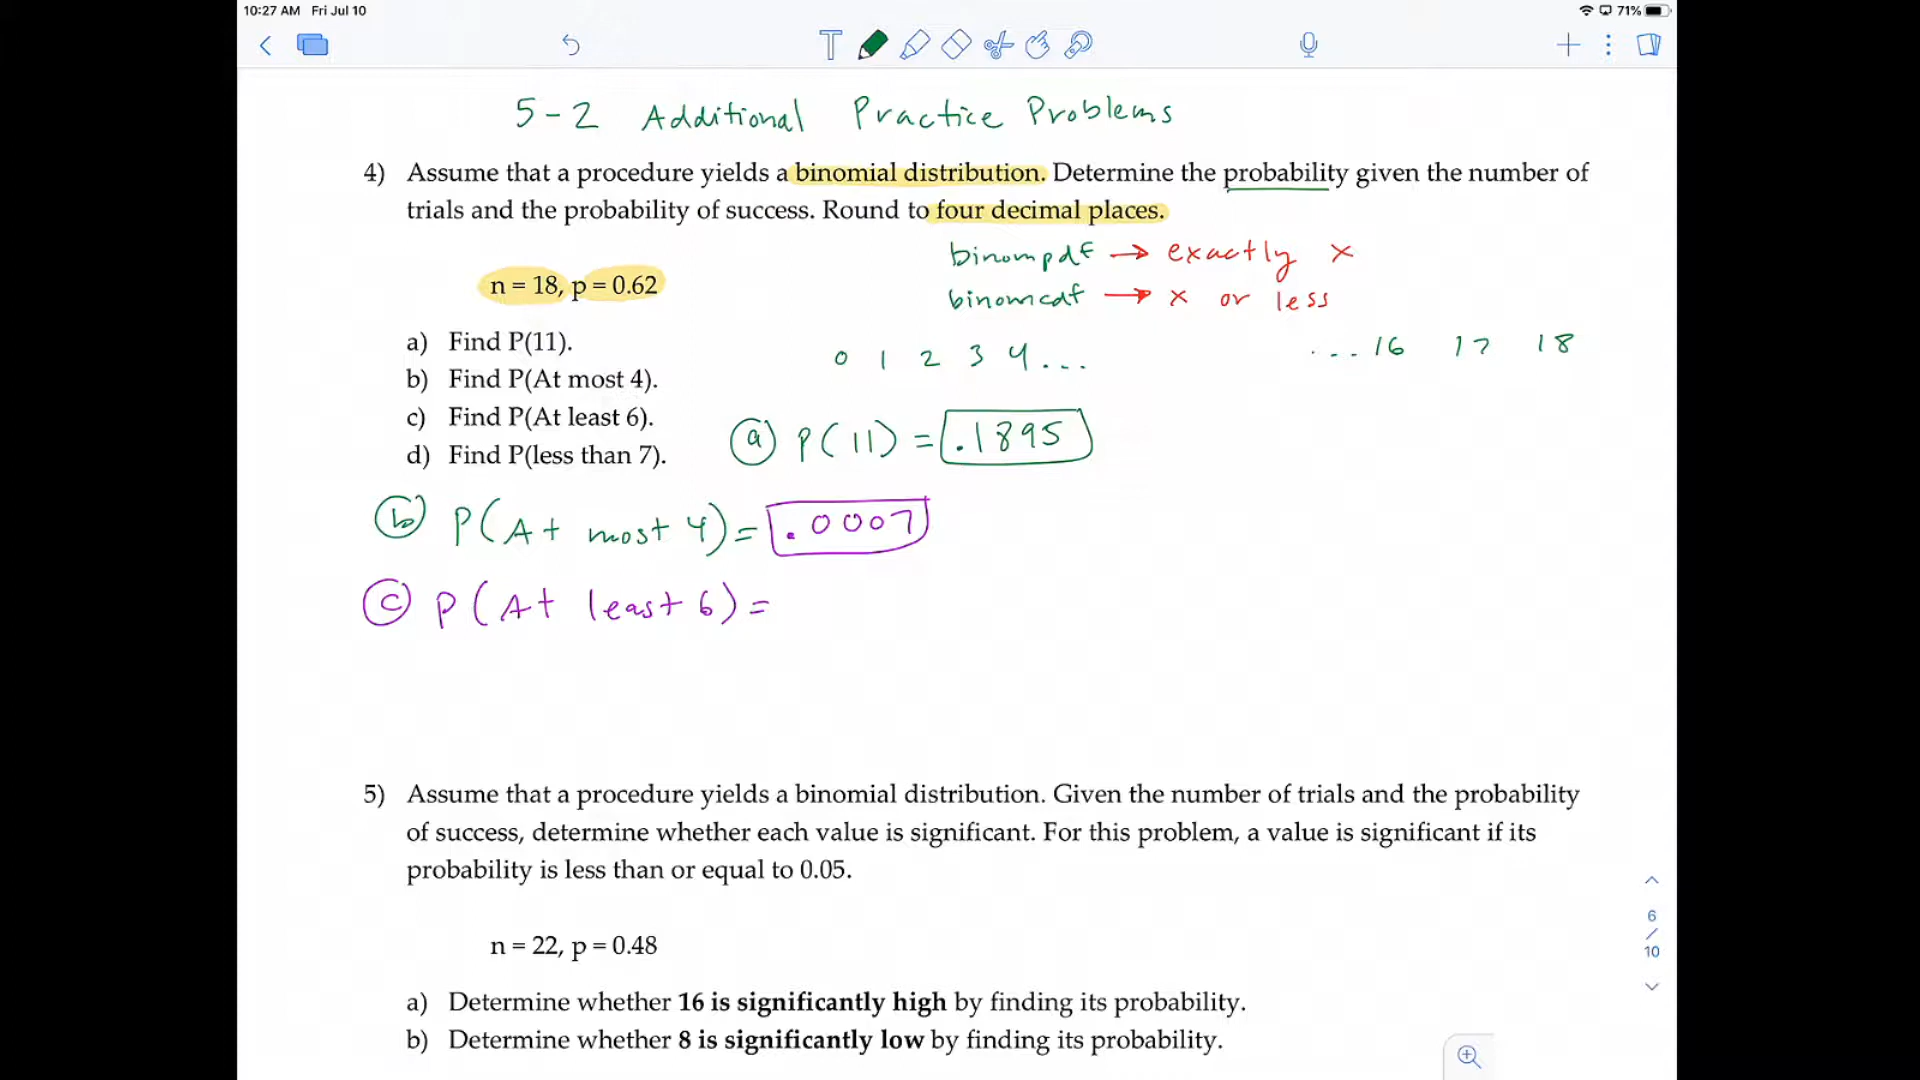 10:27 AM Fri Jul 10 71%
5-2 Additional Practice Problems
4) Assume that a procedure yields a binomial distribution. Determine the probability given the number of
trials and the probability of success. Round to four decimal places.
binompdf → exactly x
n = 18, p = 0.62
binomcdf → x or less
a) Find P(11).
0 1 2 3 4 ... ... 16 17 18
b) Find P(At most 4).
c) Find P(At least 6).
d) Find P(less than 7).
a P(11) = .1895
b P(At most 4) = .0007
c P(At least 6) =
5) Assume that a procedure yields a binomial distribution. Given the number of trials and the probability
of success, determine whether each value is significant. For this problem, a value is significant if its
probability is less than or equal to 0.05.
6
/
10
n = 22, p = 0.48
a) Determine whether 16 is significantly high by finding its probability.
b) Determine whether 8 is significantly low by finding its probability.